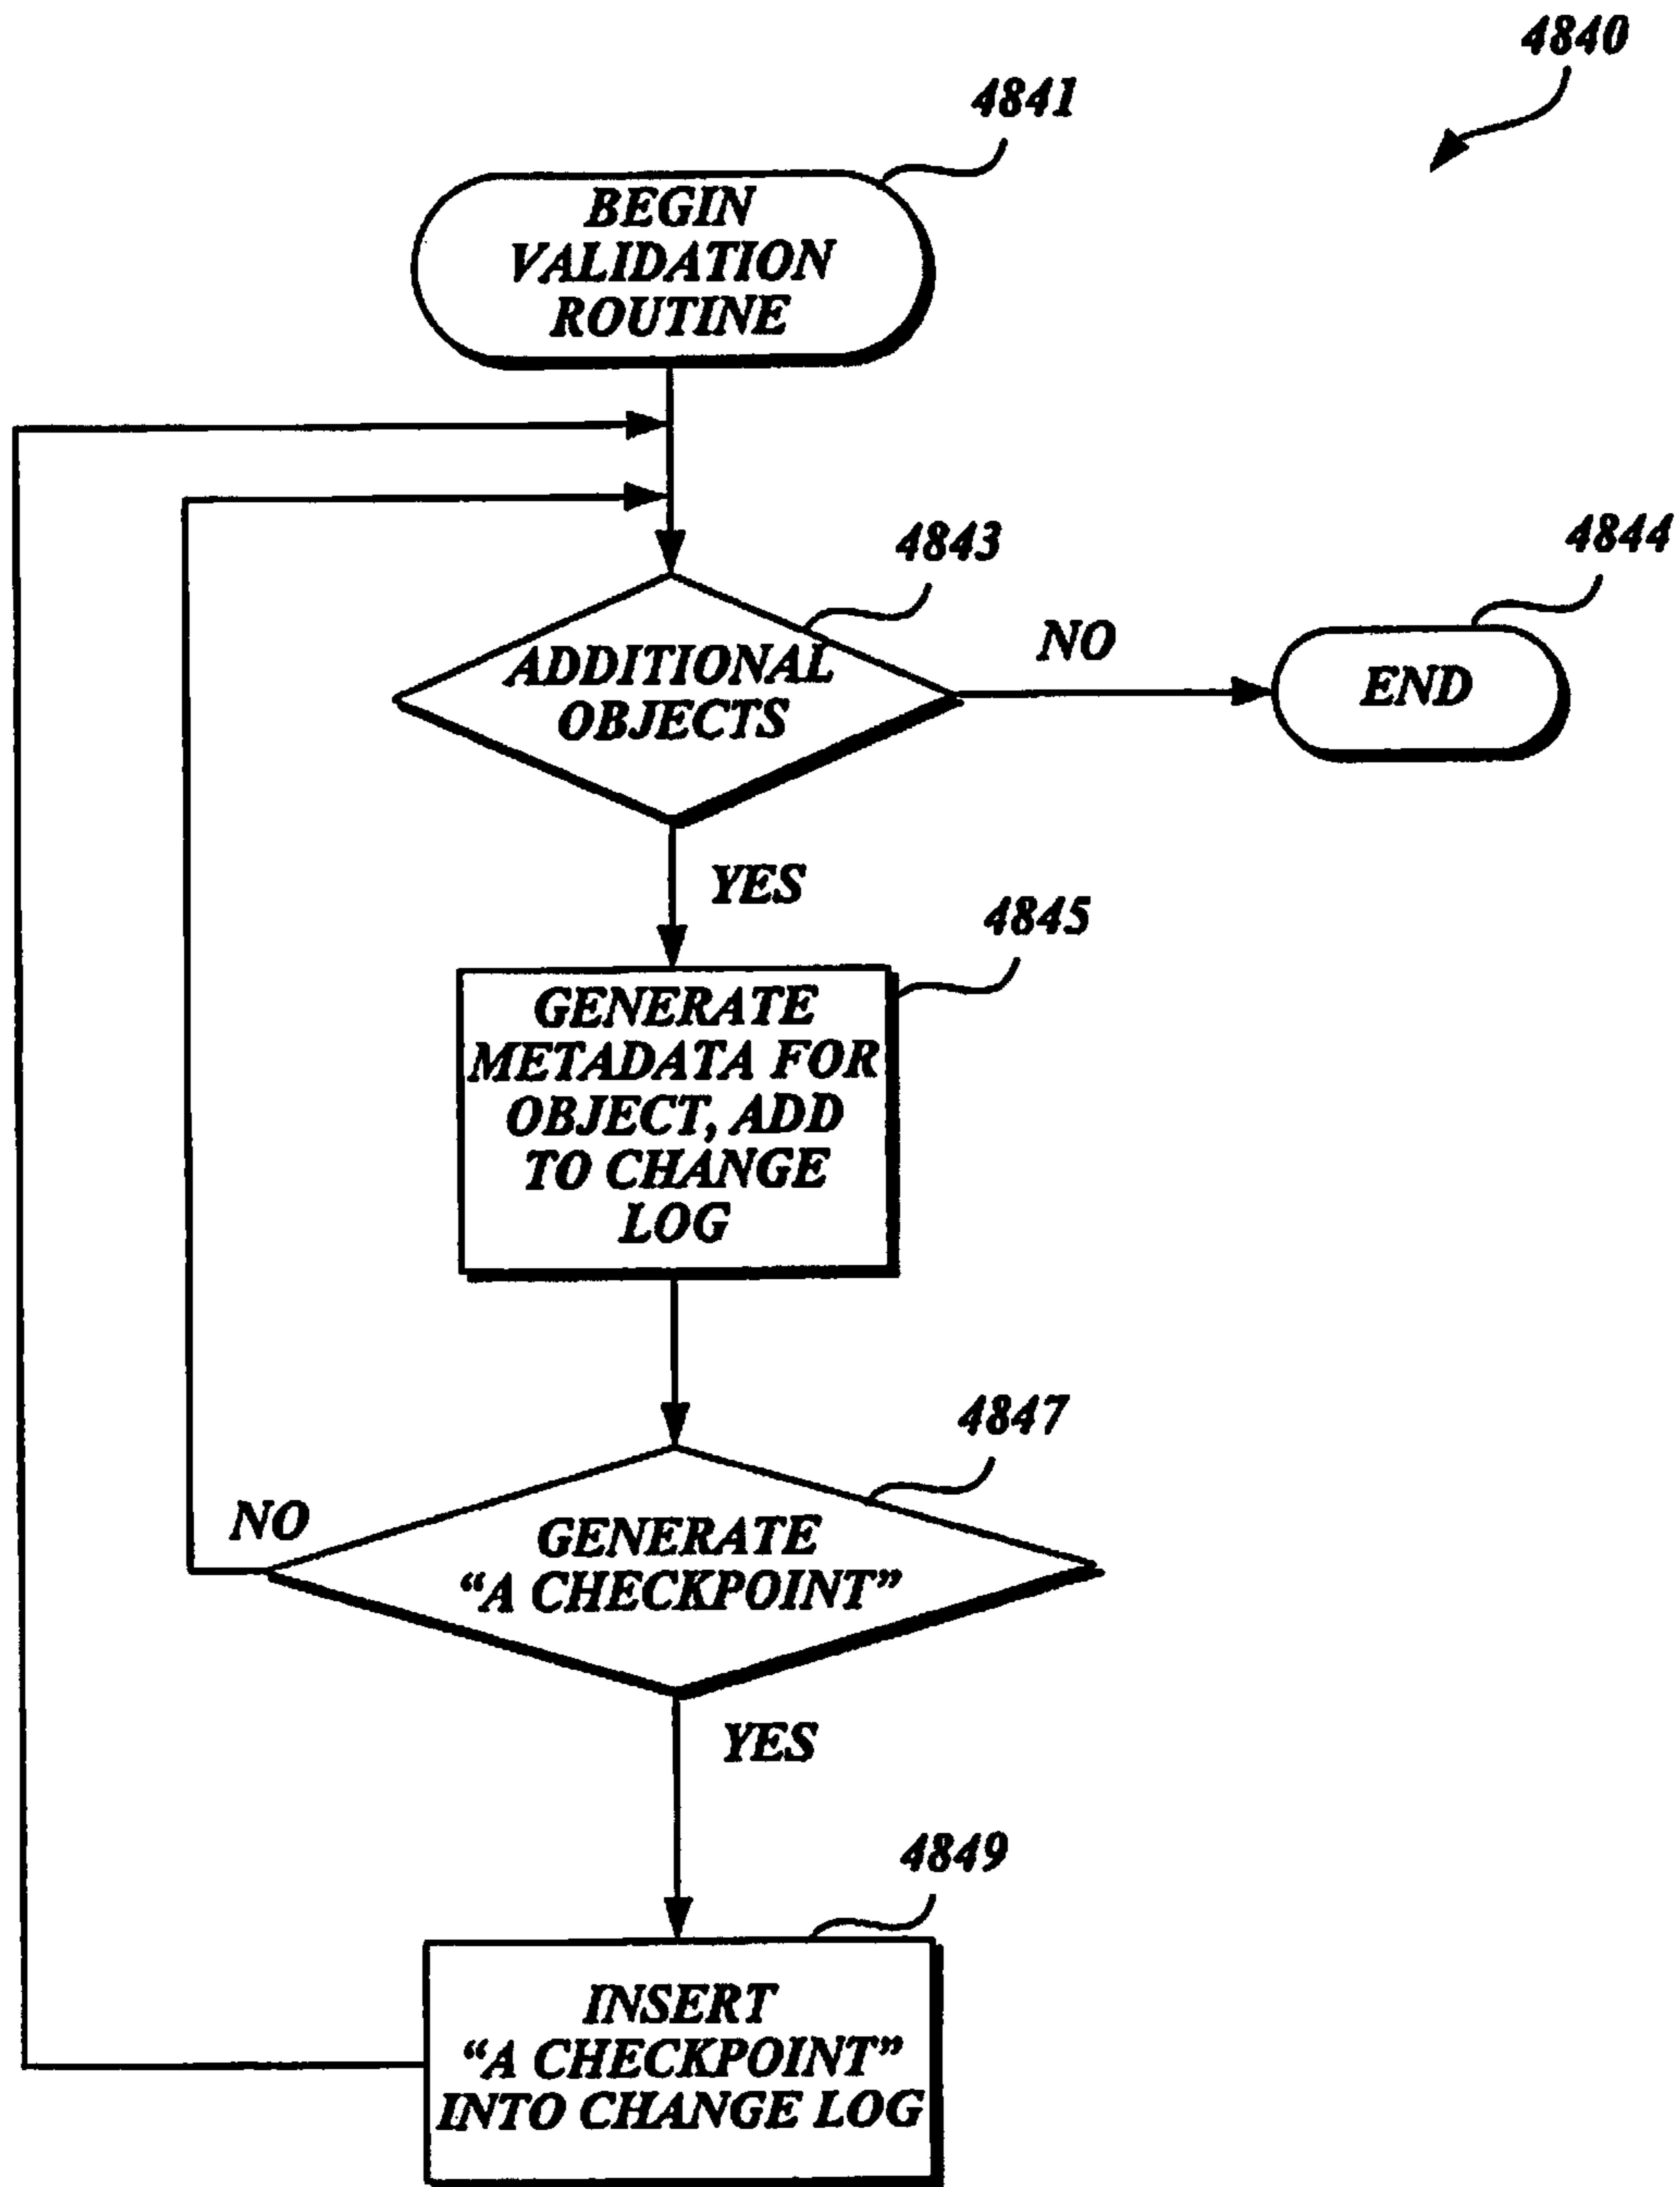 4840
4841
BEGIN
VALIDATION
ROUTINE
4843
4844
ADDITIONAL
OBJECTS
NO
END
YES
4845
GENERATE
METADATA FOR
OBJECT, ADD
TO CHANGE
LOG
4847
NO
GENERATE
“A CHECKPOINT”
YES
4849
INSERT
“A CHECKPOINT”
INTO CHANGE LOG